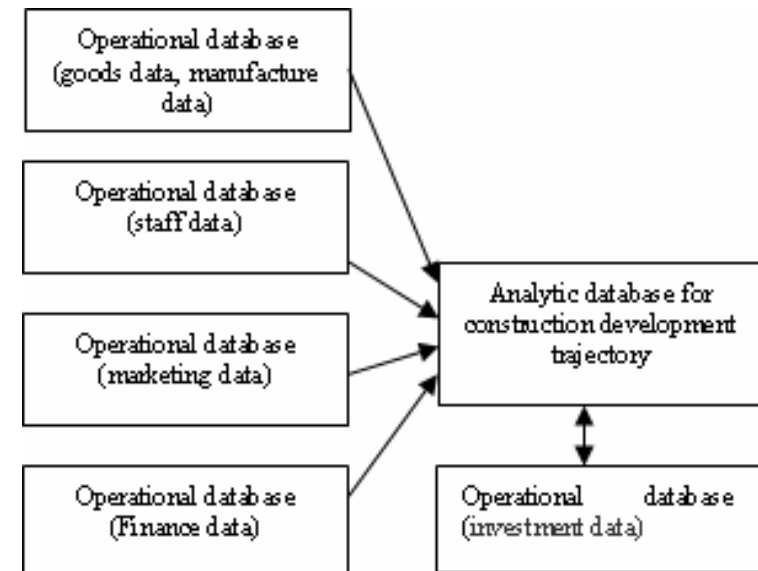 Operational database
(goods data, manufacture
data)
Operational database
(staff data)
Operational database
(marketing data)
Operational database
(Finance data)
Analytic database for
construction development
trajectory
Operational database
(investment data)